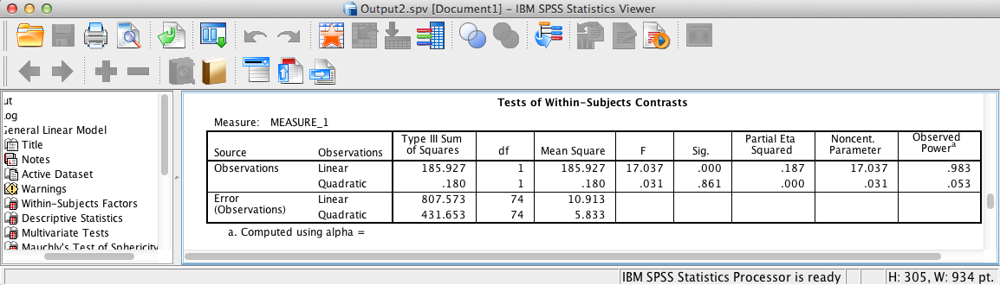 Output2.spv [Document1] – IBM SPSS Statistics Viewer
ut
.og
General Linear Model
Title
Notes
Active Dataset
Warnings
Within-Subjects Factors
Descriptive Statistics
Multivariate Tests
Mauchly's Test of Sphericity
Tests of Within-Subjects Contrasts
Measure: MEASURE_1
Source Observations Type III Sum of Squares df Mean Square F Sig. Partial Eta Squared Noncent. Parameter Observed Powerᵃ
Observations Linear 185.927 1 185.927 17.037 .000 .187 17.037 .983
Quadratic .180 1 .180 .031 .861 .000 .031 .053
Error (Observations) Linear 807.573 74 10.913
Quadratic 431.653 74 5.833
a. Computed using alpha =
IBM SPSS Statistics Processor is ready H: 305, W: 934 pt.